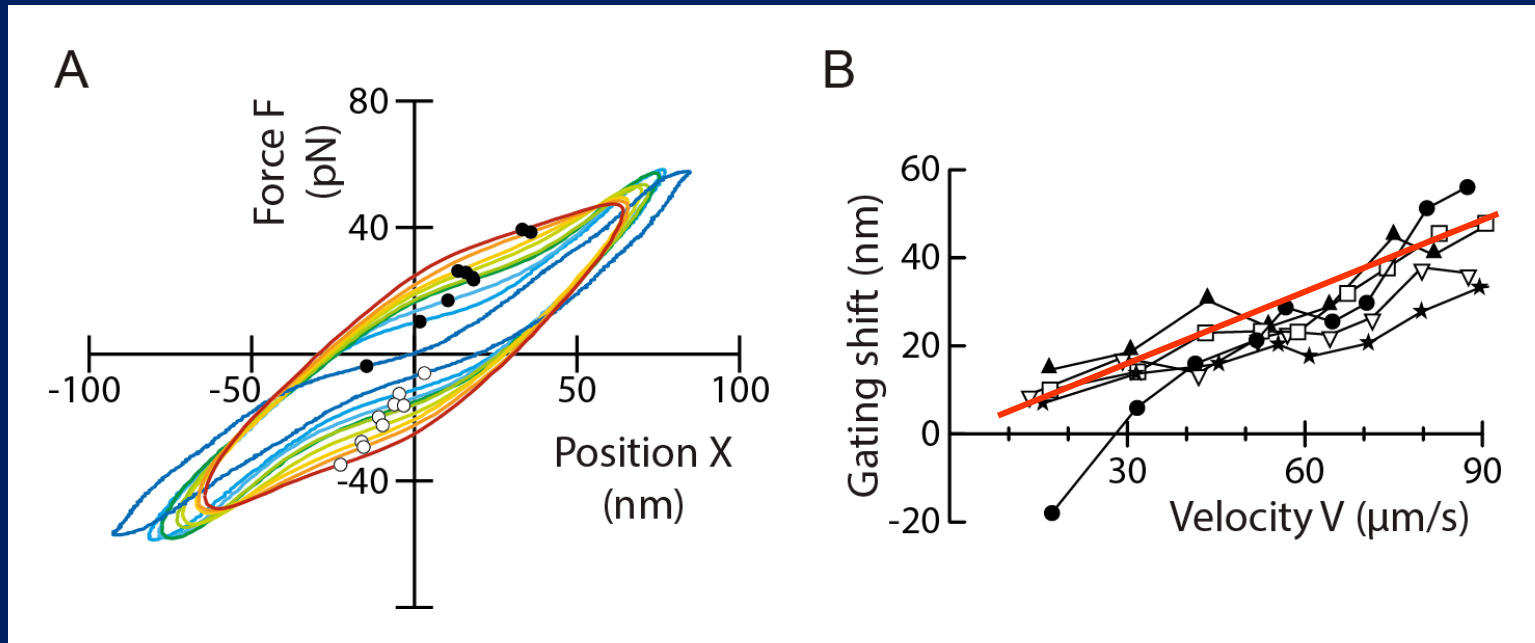 A
Force F
(pN)
80
40
-40
-100
-50
50
100
Position X
(nm)
B
Gating shift (nm)
60
40
20
0
-20
30
60
90
Velocity V (μm/s)